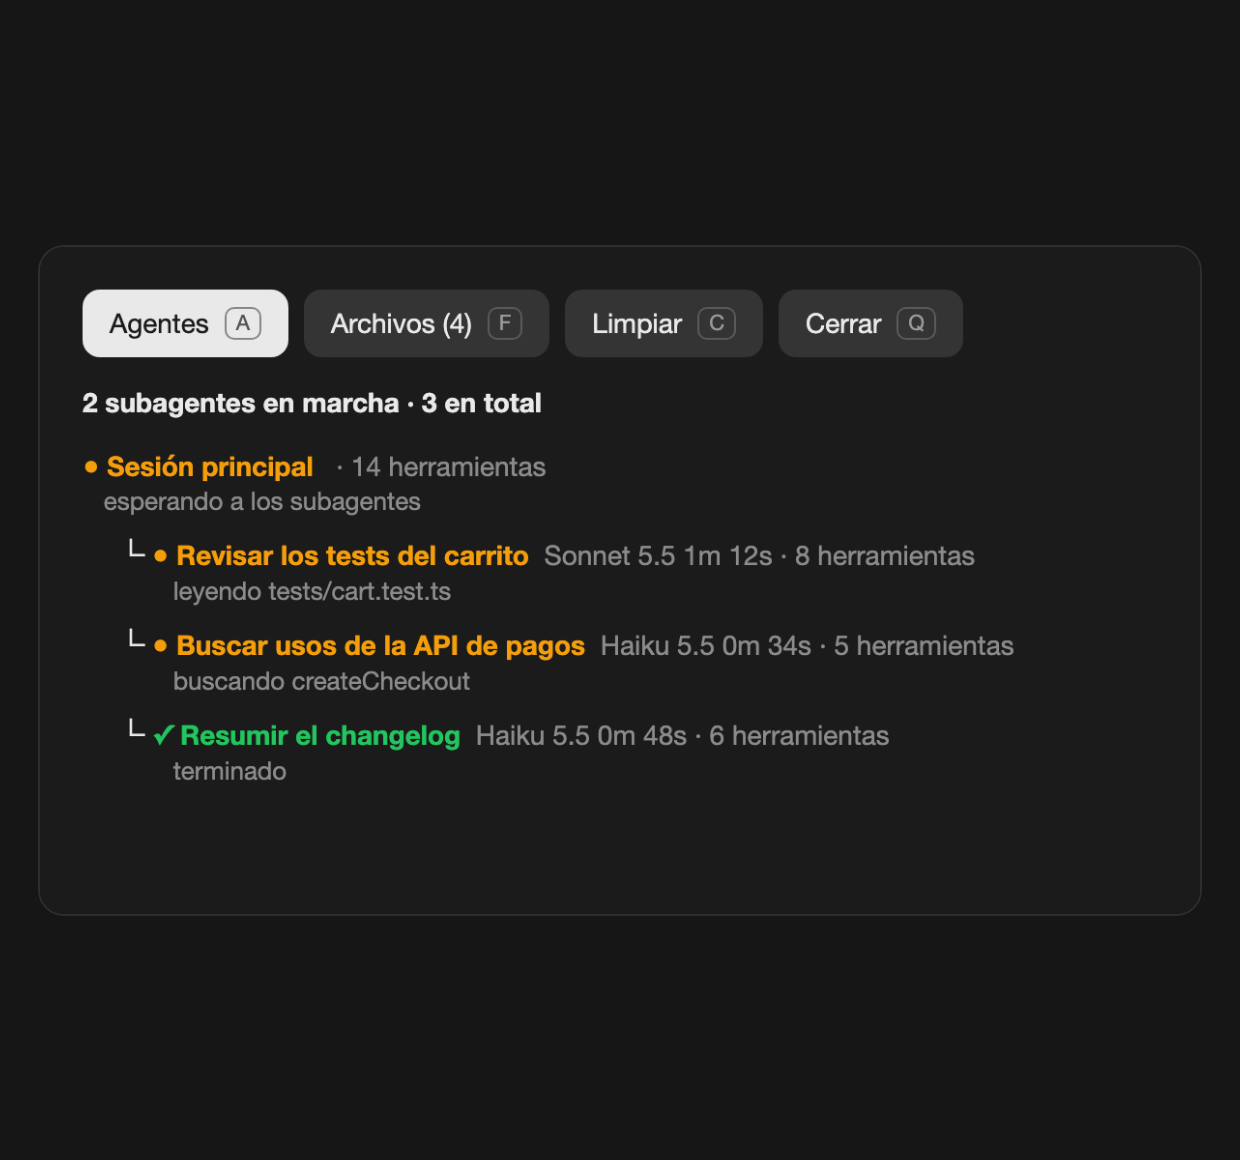 Agentes A Archivos (4) F Limpiar C Cerrar Q
2 subagentes en marcha · 3 en total
● Sesión principal · 14 herramientas
esperando a los subagentes
└ ● Revisar los tests del carrito Sonnet 5.5 1m 12s · 8 herramientas
leyendo tests/cart.test.ts
└ ● Buscar usos de la API de pagos Haiku 5.5 0m 34s · 5 herramientas
buscando createCheckout
└ ✓ Resumir el changelog Haiku 5.5 0m 48s · 6 herramientas
terminado